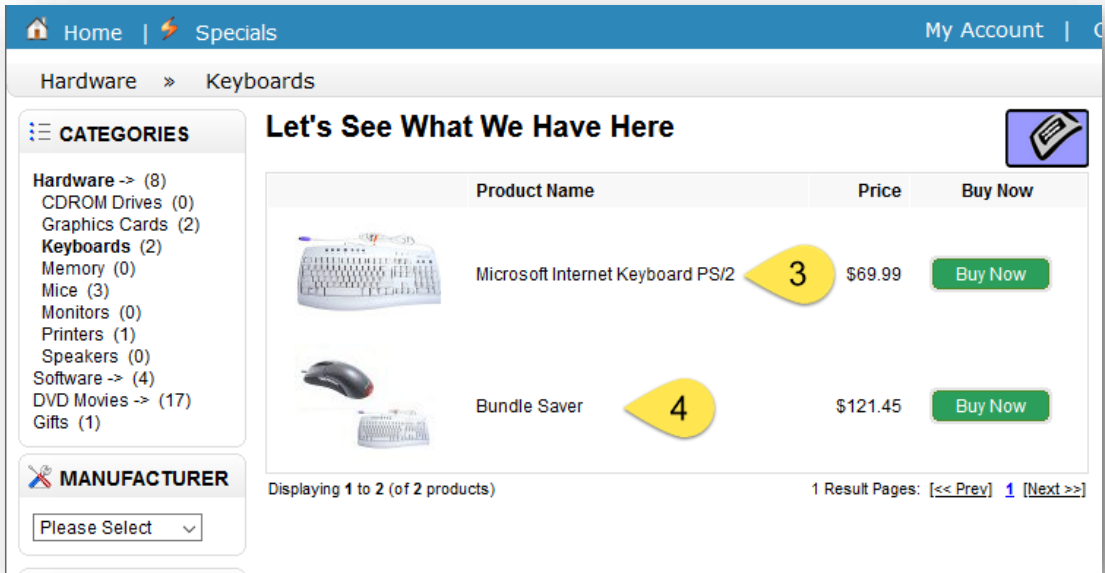 Home | Specials
My Account |
Hardware » Keyboards
CATEGORIES
Hardware -> (8)
CDROM Drives (0)
Graphics Cards (2)
Keyboards (2)
Memory (0)
Mice (3)
Monitors (0)
Printers (1)
Speakers (0)
Software -> (4)
DVD Movies -> (17)
Gifts (1)
MANUFACTURER
Please Select
Let's See What We Have Here
Product Name Price Buy Now
Microsoft Internet Keyboard PS/2 3 $69.99 Buy Now
Bundle Saver 4 $121.45 Buy Now
Displaying 1 to 2 (of 2 products)
1 Result Pages: [<< Prev] 1 [Next >>]